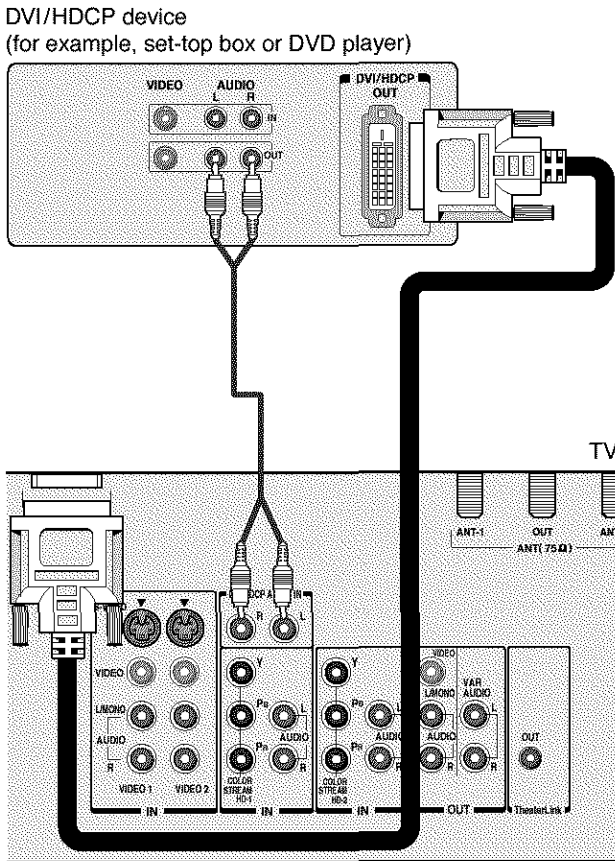 DVI/HDCP device
(for example, set-top box or DVD player)
VIDEO AUDIO
L R
IN
OUT
DVI/HDCP
OUT
TV
ANT-1 OUT AN
ANT( 75Ω )
IN
R L
VIDEO
L/MONO
AUDIO
R
VIDEO 1 VIDEO 2
IN
Y
PB
PR
L
AUDIO
R
COLOR
STREAM
HD-1
IN
Y
PB
PR
L
AUDIO
R
COLOR
STREAM
HD-2
IN
VIDEO
L/MONO
AUDIO
R
VAR
AUDIO
L
R
OUT
OUT
TheaterLink